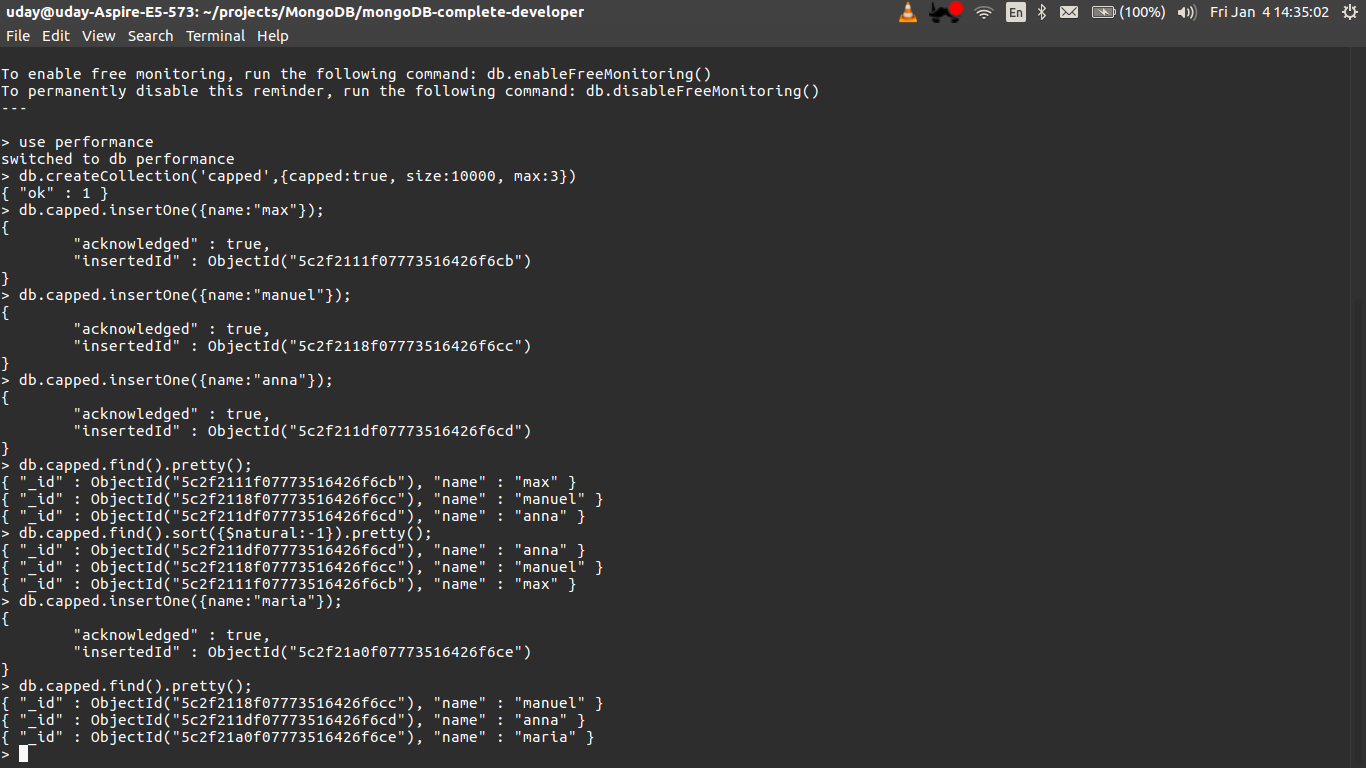 uday@uday-Aspire-E5-573: ~/projects/MongoDB/mongoDB-complete-developer En (100%) Fri Jan 4 14:35:02
File Edit View Search Terminal Help
To enable free monitoring, run the following command: db.enableFreeMonitoring()
To permanently disable this reminder, run the following command: db.disableFreeMonitoring()
---
> use performance
switched to db performance
> db.createCollection('capped',{capped:true, size:10000, max:3})
{ "ok" : 1 }
> db.capped.insertOne({name:"max"});
{
"acknowledged" : true,
"insertedId" : ObjectId("5c2f2111f07773516426f6cb")
}
> db.capped.insertOne({name:"manuel"});
{
"acknowledged" : true,
"insertedId" : ObjectId("5c2f2118f07773516426f6cc")
}
> db.capped.insertOne({name:"anna"});
{
"acknowledged" : true,
"insertedId" : ObjectId("5c2f211df07773516426f6cd")
}
> db.capped.find().pretty();
{ "_id" : ObjectId("5c2f2111f07773516426f6cb"), "name" : "max" }
{ "_id" : ObjectId("5c2f2118f07773516426f6cc"), "name" : "manuel" }
{ "_id" : ObjectId("5c2f211df07773516426f6cd"), "name" : "anna" }
> db.capped.find().sort({$natural:-1}).pretty();
{ "_id" : ObjectId("5c2f211df07773516426f6cd"), "name" : "anna" }
{ "_id" : ObjectId("5c2f2118f07773516426f6cc"), "name" : "manuel" }
{ "_id" : ObjectId("5c2f2111f07773516426f6cb"), "name" : "max" }
> db.capped.insertOne({name:"maria"});
{
"acknowledged" : true,
"insertedId" : ObjectId("5c2f21a0f07773516426f6ce")
}
> db.capped.find().pretty();
{ "_id" : ObjectId("5c2f2118f07773516426f6cc"), "name" : "manuel" }
{ "_id" : ObjectId("5c2f211df07773516426f6cd"), "name" : "anna" }
{ "_id" : ObjectId("5c2f21a0f07773516426f6ce"), "name" : "maria" }
>